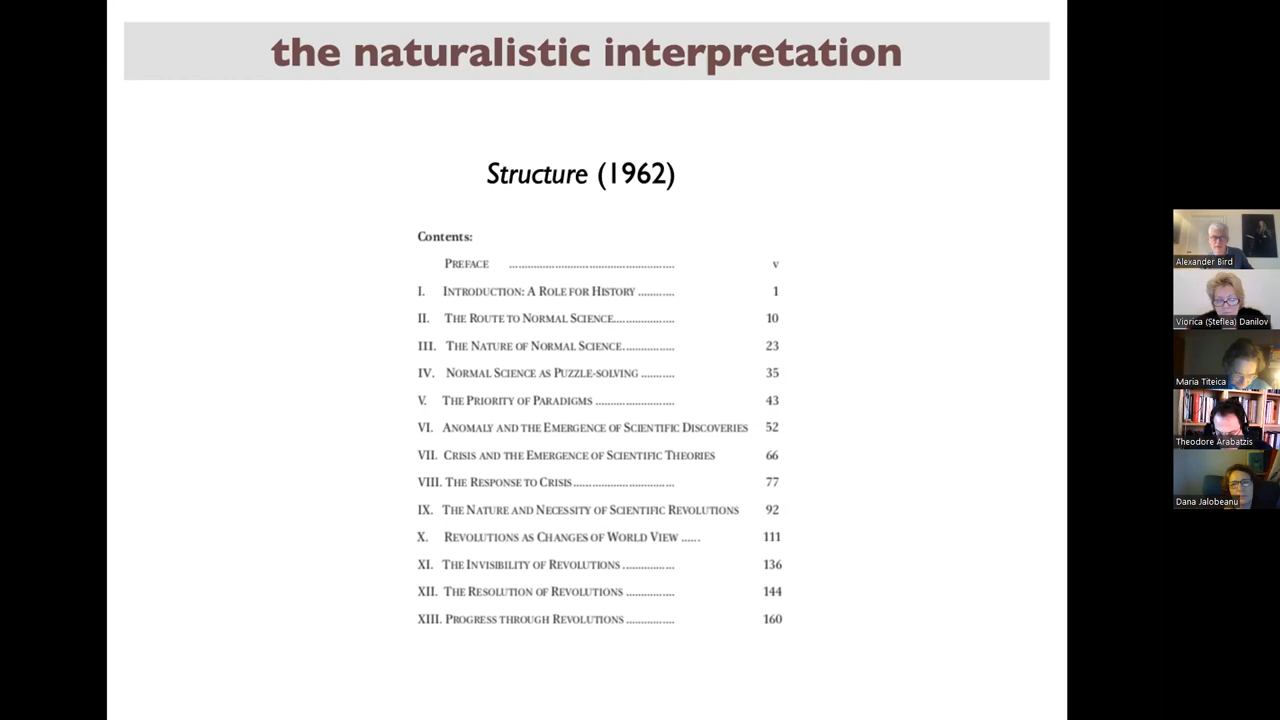 the naturalistic interpretation
Structure (1962)
Contents:
PREFACE ................................................... v
I. INTRODUCTION: A ROLE FOR HISTORY ........... 1
II. THE ROUTE TO NORMAL SCIENCE.................. 10
III. THE NATURE OF NORMAL SCIENCE............... 23
IV. NORMAL SCIENCE AS PUZZLE-SOLVING .......... 35
V. THE PRIORITY OF PARADIGMS ........................ 43
VI. ANOMALY AND THE EMERGENCE OF SCIENTIFIC DISCOVERIES 52
VII. CRISIS AND THE EMERGENCE OF SCIENTIFIC THEORIES 66
VIII. THE RESPONSE TO CRISIS............................... 77
IX. THE NATURE AND NECESSITY OF SCIENTIFIC REVOLUTIONS 92
X. REVOLUTIONS AS CHANGES OF WORLD VIEW ...... 111
XI. THE INVISIBILITY OF REVOLUTIONS ................ 136
XII. THE RESOLUTION OF REVOLUTIONS ............... 144
XIII. PROGRESS THROUGH REVOLUTIONS ............... 160
Alexander Bird
Viorica (Șteflea) Danilov
Maria Titeica
Theodore Arabatzis
Dana Jalobeanu